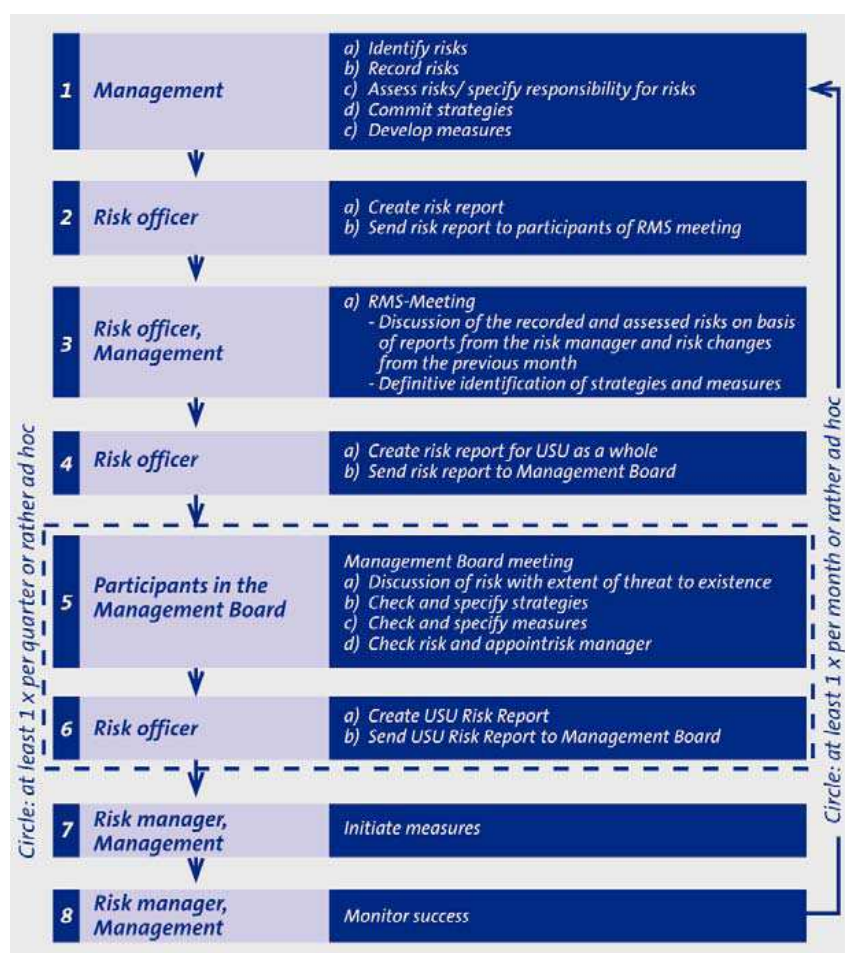 1
Management
a) Identify risks
b) Record risks
c) Assess risks/ specify responsibility for risks
d) Commit strategies
c) Develop measures
2
Risk officer
a) Create risk report
b) Send risk report to participants of RMS meeting
3
Risk officer,
Management
a) RMS-Meeting
- Discussion of the recorded and assessed risks on basis
of reports from the risk manager and risk changes
from the previous month
- Definitive identification of strategies and measures
4
Risk officer
a) Create risk report for USU as a whole
b) Send risk report to Management Board
5
Participants in the
Management Board
Management Board meeting
a) Discussion of risk with extent of threat to existence
b) Check and specify strategies
c) Check and specify measures
d) Check risk and appointrisk manager
6
Risk officer
a) Create USU Risk Report
b) Send USU Risk Report to Management Board
7
Risk manager,
Management
Initiate measures
8
Risk manager,
Management
Monitor success
Circle: at least 1 x per quarter or rather ad hoc
Circle: at least 1 x per month or rather ad hoc